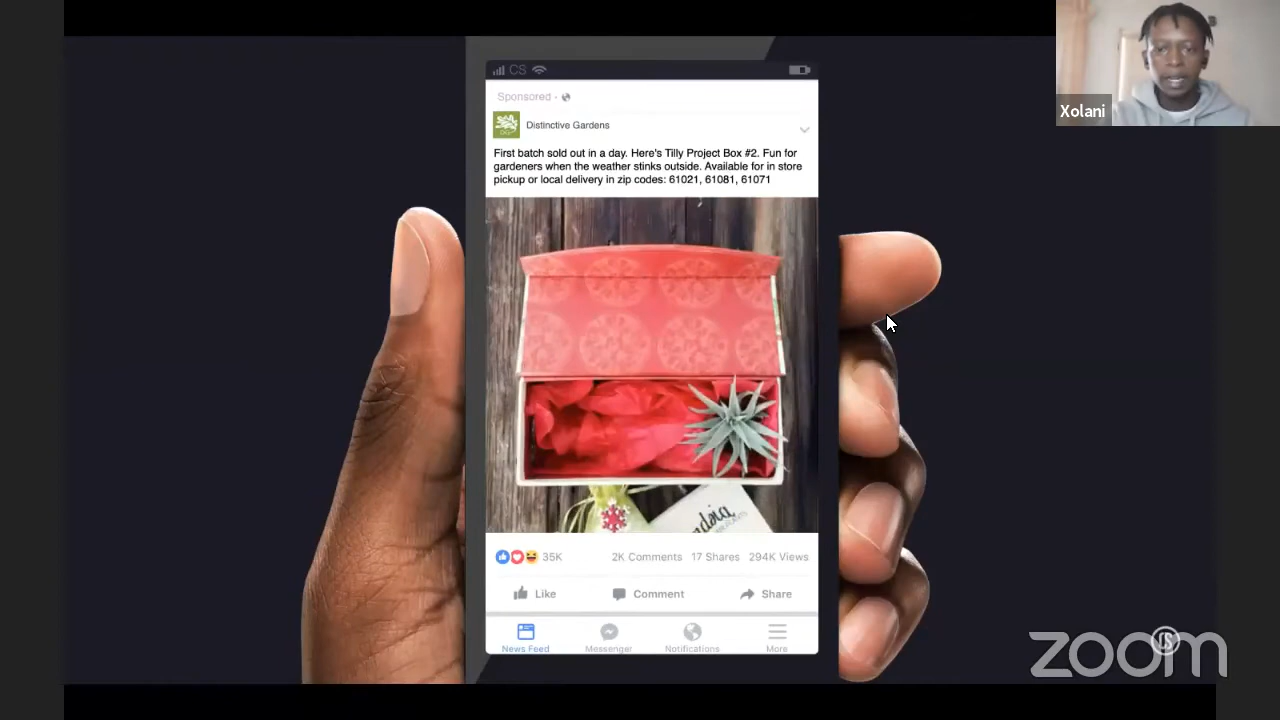 CS
Sponsored ·
Distinctive Gardens
First batch sold out in a day. Here's Tilly Project Box #2. Fun for
gardeners when the weather stinks outside. Available for in store
pickup or local delivery in zip codes: 61021, 61081, 61071
35K 2K Comments 17 Shares 294K Views
Like Comment Share
News Feed Messenger Notifications More
Xolani
zoom